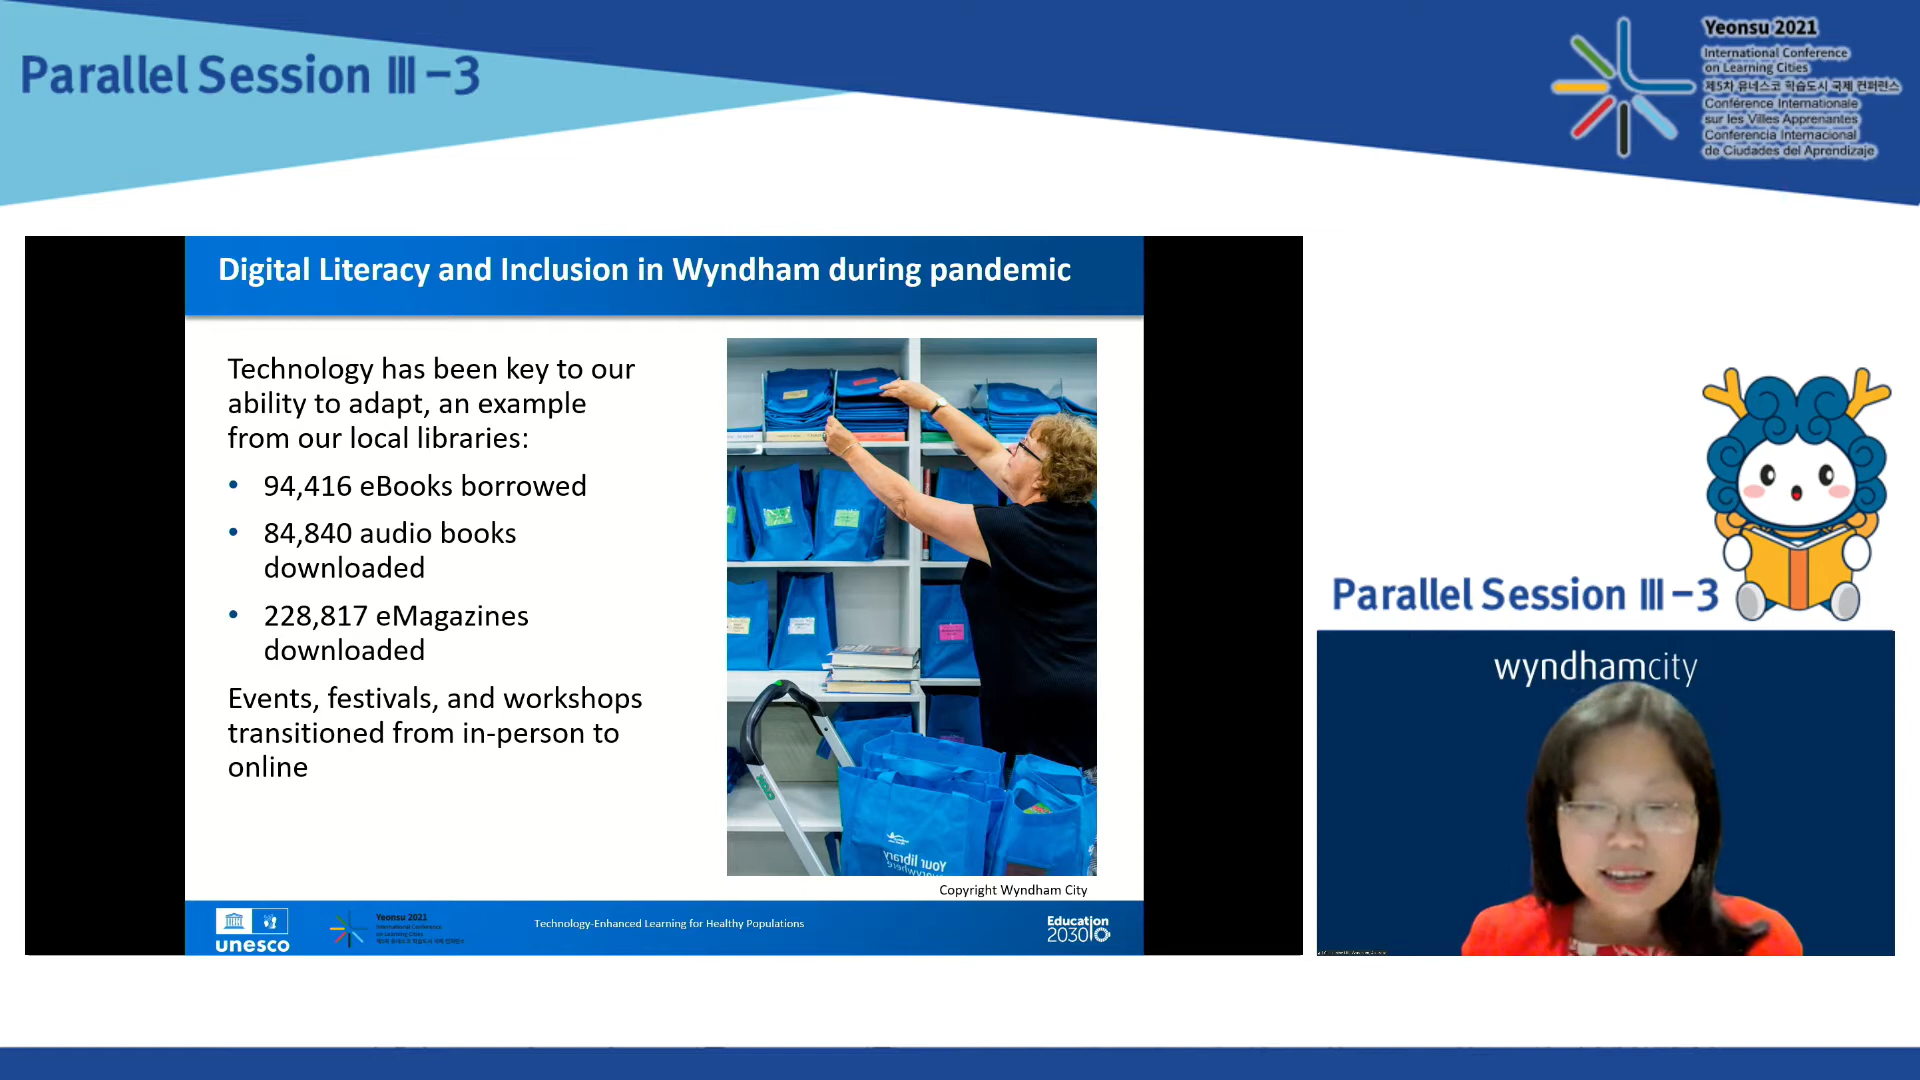 Parallel Session Ⅲ-3
Yeonsu 2021
International Conference
on Learning Cities
제5차 유네스코 학습도시 국제 컨퍼런스
Conférence Internationale
sur les Villes Apprenantes
Conferencia Internacional
de Ciudades del Aprendizaje
Digital Literacy and Inclusion in Wyndham during pandemic
Technology has been key to our
ability to adapt, an example
from our local libraries:
• 94,416 eBooks borrowed
• 84,840 audio books
downloaded
• 228,817 eMagazines
downloaded
Events, festivals, and workshops
transitioned from in-person to
online
Your library
everywhere
Copyright Wyndham City
unesco
Yeonsu 2021
International Conference
on Learning Cities
제5차 유네스코 학습도시 국제 컨퍼런스
Technology-Enhanced Learning for Healthy Populations
Education
2030
Parallel Session Ⅲ-3
wyndhamcity